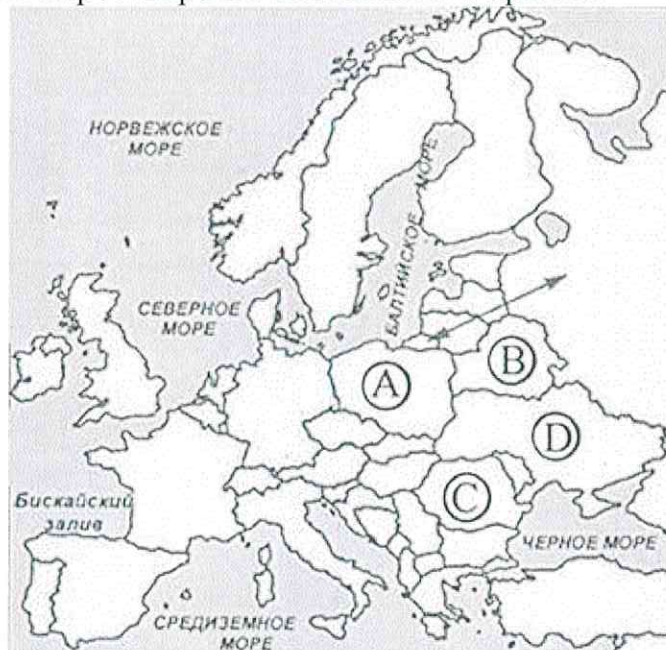 НОРВЕЖСКОЕ
МОРЕ
БАЛТИЙСКОЕ МОРЕ
СЕВЕРНОЕ
МОРЕ
A
B
C
D
Бискайский
залив
ЧЕРНОЕ МОРЕ
СРЕДИЗЕМНОЕ
МОРЕ